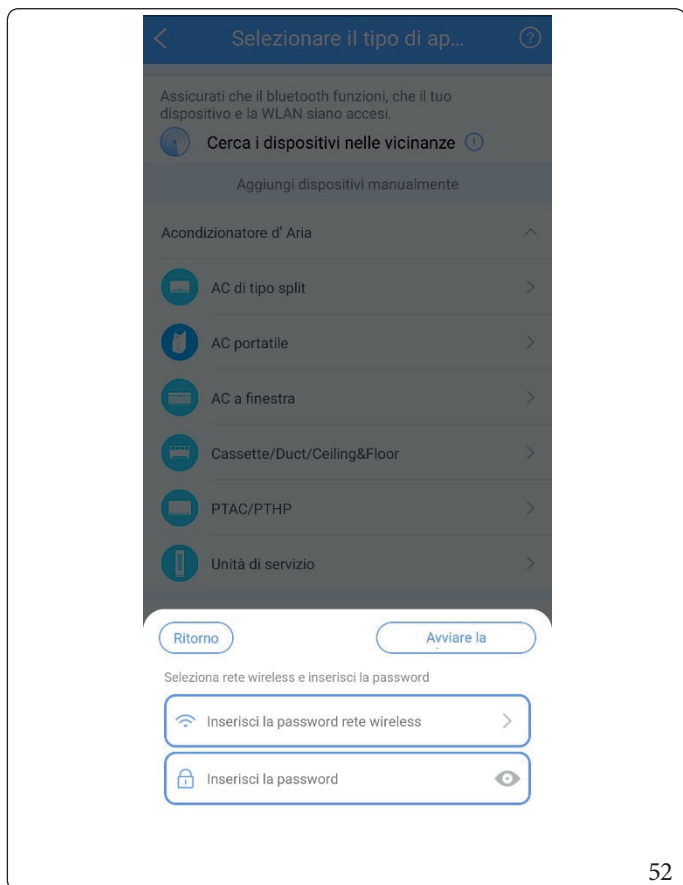 Selezionare il tipo di ap...
Assicurati che il bluetooth funzioni, che il tuo
dispositivo e la WLAN siano accesi.
Cerca i dispositivi nelle vicinanze
Aggiungi dispositivi manualmente
Acondizionatore d' Aria
AC di tipo split
AC portatile
AC a finestra
Cassette/Duct/Ceiling&Floor
PTAC/PTHP
Unità di servizio
Ritorno
Avviare la
Seleziona rete wireless e inserisci la password
Inserisci la password rete wireless
Inserisci la password
52